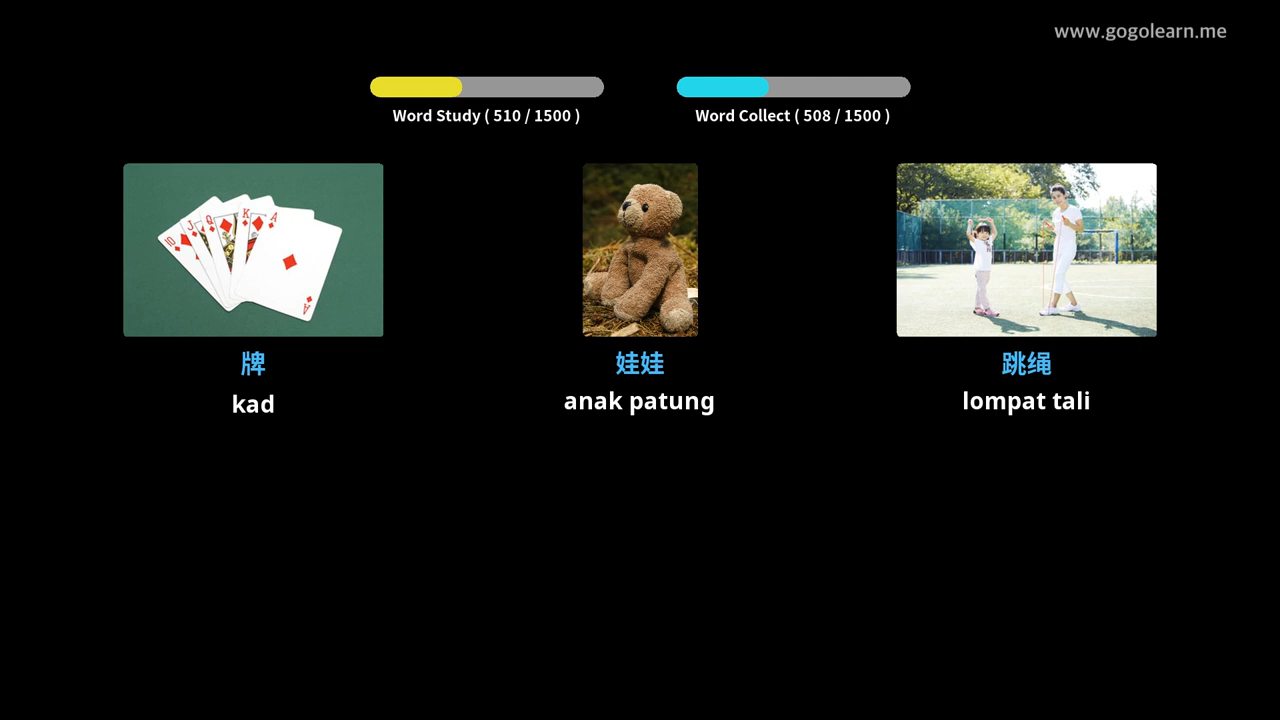 www.gogolearn.me
Word Study ( 510 / 1500 )
Word Collect ( 508 / 1500 )
10 J Q K A
A
牌
娃娃
跳绳
kad
anak patung
lompat tali